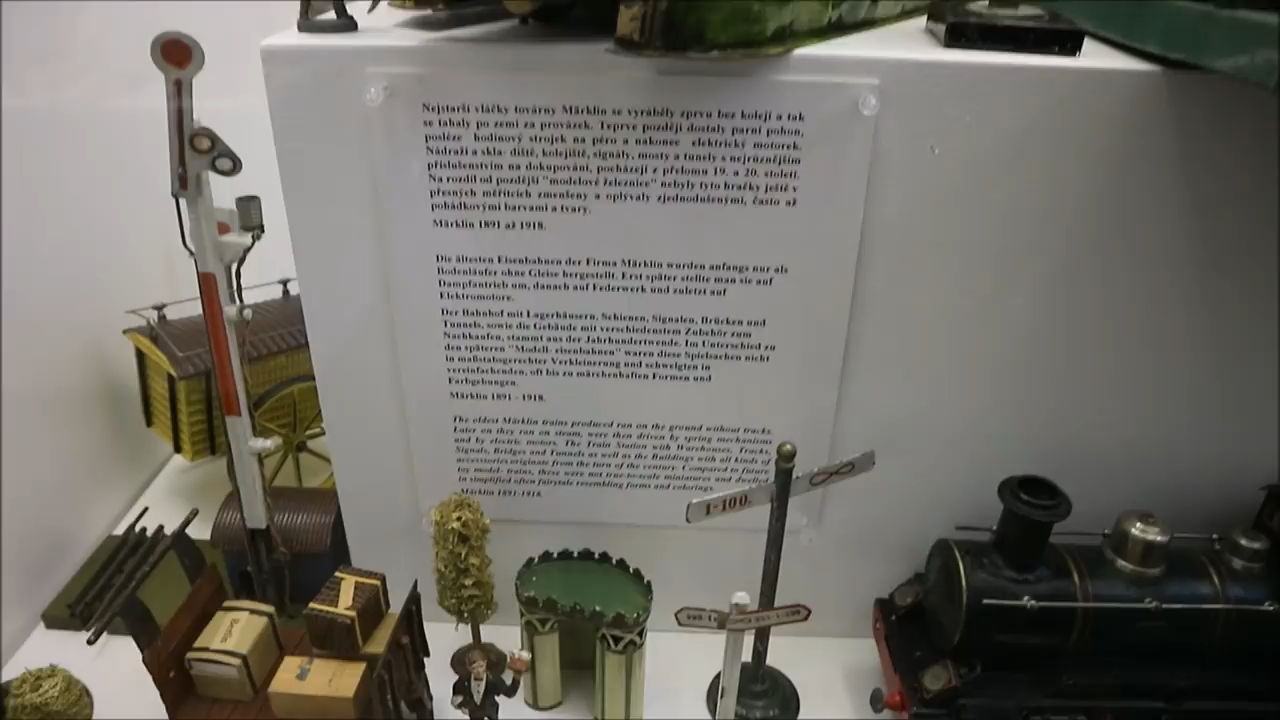 Nejstarší vláčky továrny Märklin se vyráběly zprvu bez kolejí a tak
se tahaly po zemi za provázek. Teprve později dostaly parní pohon,
posléze hodinový strojek na péro a nakonec elektrický motorek.
Nádraží a skla- diště, kolejiště, signály, mosty a tunely s nejrůznějším
příslušenstvím na dokupování, pocházejí z přelomu 19. a 20. století.
Na rozdíl od pozdější "modelové železnice" nebyly tyto hračky ještě v
přesných měřítcích zmenšeny a oplývaly zjednodušenými, často až
pohádkovými barvami a tvary.
Märklin 1891 až 1918.
Die ältesten Eisenbahnen der Firma Märklin wurden anfangs nur als
Bodenläufer ohne Gleise hergestellt. Erst später stellte man sie auf
Dampfantrieb um, danach auf Federwerk und zuletzt auf
Elektromotore.
Der Bahnhof mit Lagerhäusern, Schienen, Signalen, Brücken und
Tunnels, sowie die Gebäude mit verschiedenstem Zubehör zum
Nachkaufen, stammt aus der Jahrhundertwende. Im Unterschied zu
den späteren "Modell- eisenbahnen" waren diese Spielsachen nicht
in maßstabsgerechter Verkleinerung und schwelgten in
vereinfachenden, oft bis zu märchenhaften Formen und
Farbgebungen.
Märklin 1891 - 1918.
The oldest Märklin trains produced ran on the ground without tracks.
Later on they ran on steam, were then driven by spring mechanisms
and by electric motors. The Train Station with Warehouses, Tracks,
Signals, Bridges and Tunnels as well as the Buildings with all kinds of
accessories originate from the turn of the century. Compared to future
toy model- trains, these were not true-to-scale miniatures and dwelled
in simplified often fairytale resembling forms and colorings.
Märklin 1891-1918.
1-100.
Berlin